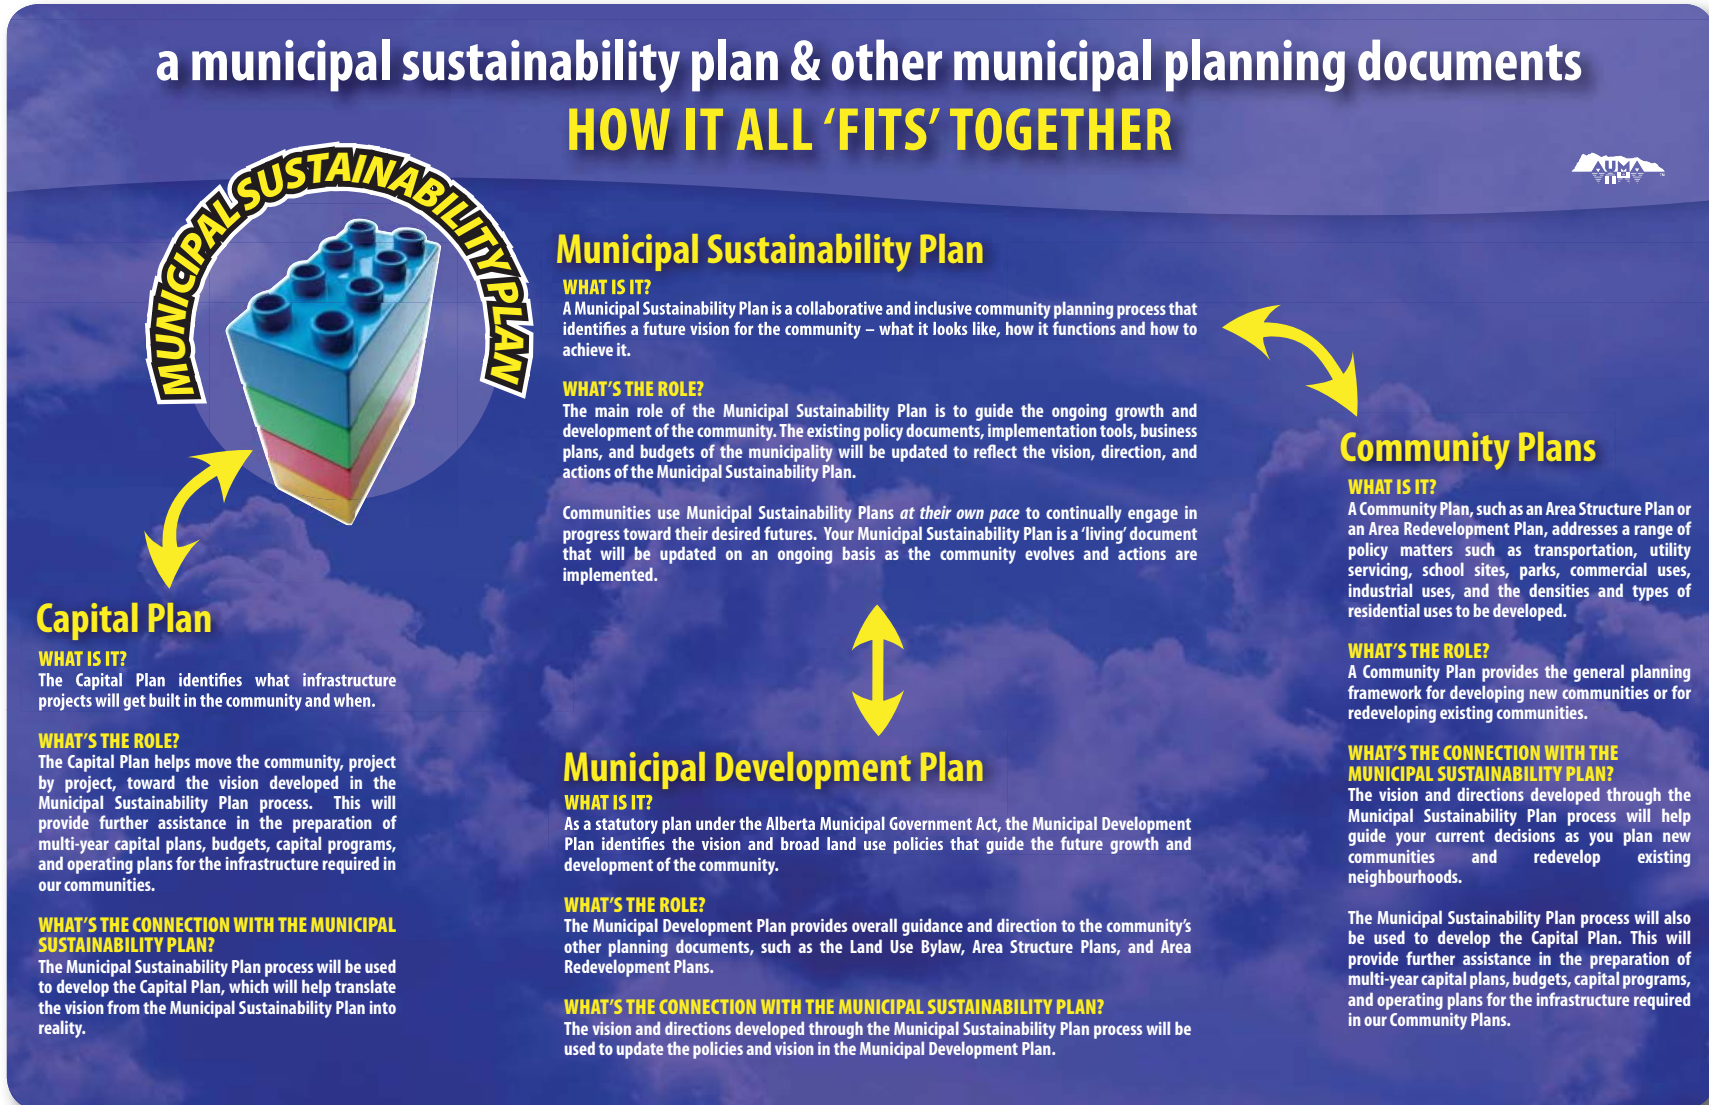 a municipal sustainability plan & other municipal planning documents
HOW IT ALL ‘FITS’ TOGETHER
AUMA
MUNICIPAL SUSTAINABILITY PLAN
Municipal Sustainability Plan
WHAT IS IT?
A Municipal Sustainability Plan is a collaborative and inclusive community planning process that
identifies a future vision for the community – what it looks like, how it functions and how to
achieve it.
WHAT’S THE ROLE?
The main role of the Municipal Sustainability Plan is to guide the ongoing growth and
development of the community. The existing policy documents, implementation tools, business
plans, and budgets of the municipality will be updated to reflect the vision, direction, and
actions of the Municipal Sustainability Plan.
Communities use Municipal Sustainability Plans at their own pace to continually engage in
progress toward their desired futures. Your Municipal Sustainability Plan is a ‘living’ document
that will be updated on an ongoing basis as the community evolves and actions are
implemented.
Capital Plan
WHAT IS IT?
The Capital Plan identifies what infrastructure
projects will get built in the community and when.
WHAT’S THE ROLE?
The Capital Plan helps move the community, project
by project, toward the vision developed in the
Municipal Sustainability Plan process. This will
provide further assistance in the preparation of
multi-year capital plans, budgets, capital programs,
and operating plans for the infrastructure required in
our communities.
WHAT’S THE CONNECTION WITH THE MUNICIPAL
SUSTAINABILITY PLAN?
The Municipal Sustainability Plan process will be used
to develop the Capital Plan, which will help translate
the vision from the Municipal Sustainability Plan into
reality.
Municipal Development Plan
WHAT IS IT?
As a statutory plan under the Alberta Municipal Government Act, the Municipal Development
Plan identifies the vision and broad land use policies that guide the future growth and
development of the community.
WHAT’S THE ROLE?
The Municipal Development Plan provides overall guidance and direction to the community’s
other planning documents, such as the Land Use Bylaw, Area Structure Plans, and Area
Redevelopment Plans.
WHAT’S THE CONNECTION WITH THE MUNICIPAL SUSTAINABILITY PLAN?
The vision and directions developed through the Municipal Sustainability Plan process will be
used to update the policies and vision in the Municipal Development Plan.
Community Plans
WHAT IS IT?
A Community Plan, such as an Area Structure Plan or
an Area Redevelopment Plan, addresses a range of
policy matters such as transportation, utility
servicing, school sites, parks, commercial uses,
industrial uses, and the densities and types of
residential uses to be developed.
WHAT’S THE ROLE?
A Community Plan provides the general planning
framework for developing new communities or for
redeveloping existing communities.
WHAT’S THE CONNECTION WITH THE
MUNICIPAL SUSTAINABILITY PLAN?
The vision and directions developed through the
Municipal Sustainability Plan process will help
guide your current decisions as you plan new
communities and redevelop existing
neighbourhoods.
The Municipal Sustainability Plan process will also
be used to develop the Capital Plan. This will
provide further assistance in the preparation of
multi-year capital plans, budgets, capital programs,
and operating plans for the infrastructure required
in our Community Plans.